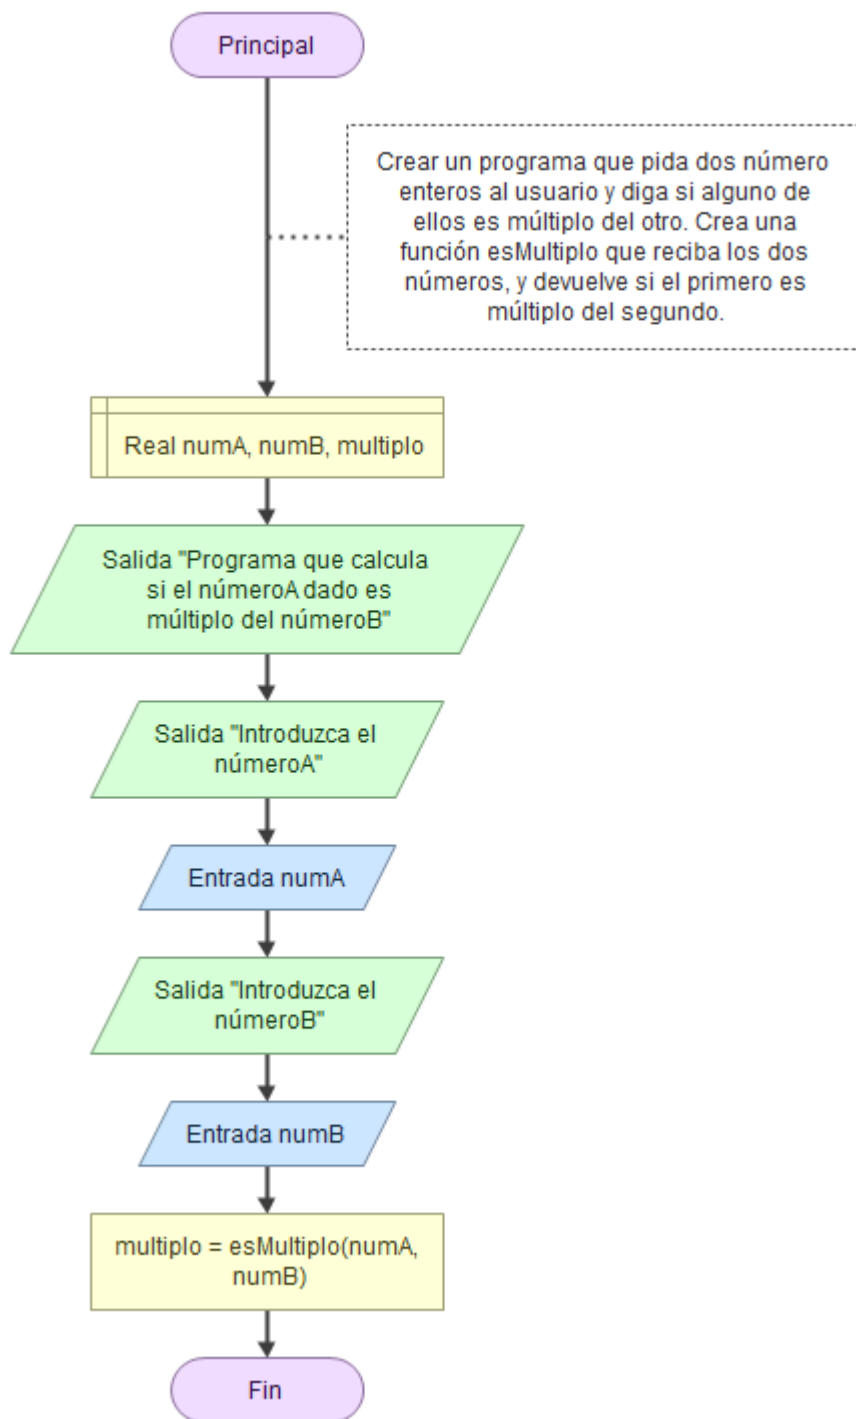 Principal
Crear un programa que pida dos número
enteros al usuario y diga si alguno de
ellos es múltiplo del otro. Crea una
función esMultiplo que reciba los dos
números, y devuelve si el primero es
múltiplo del segundo.
Real numA, numB, multiplo
Salida "Programa que calcula
si el númeroA dado es
múltiplo del númeroB"
Salida "Introduzca el
númeroA"
Entrada numA
Salida "Introduzca el
númeroB"
Entrada numB
multiplo = esMultiplo(numA,
numB)
Fin